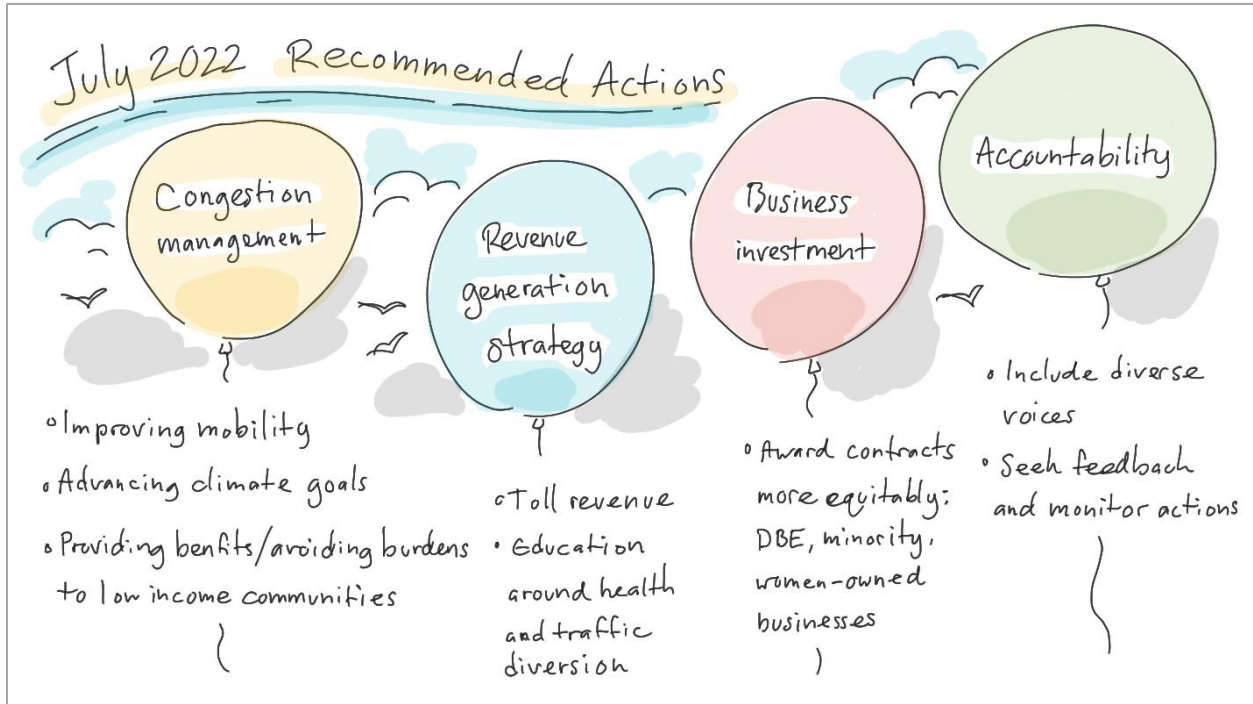 July 2022 Recommended Actions
Congestion
management
• Improving mobility
• Advancing climate goals
• Providing benfits/avoiding burdens
to low income communities
Revenue
generation
strategy
• Toll revenue
• Education
around health
and traffic
diversion
Business
investment
• Award contracts
more equitably:
DBE, minority,
women-owned
businesses
Accountability
• Include diverse
voices
• Seek feedback
and monitor actions